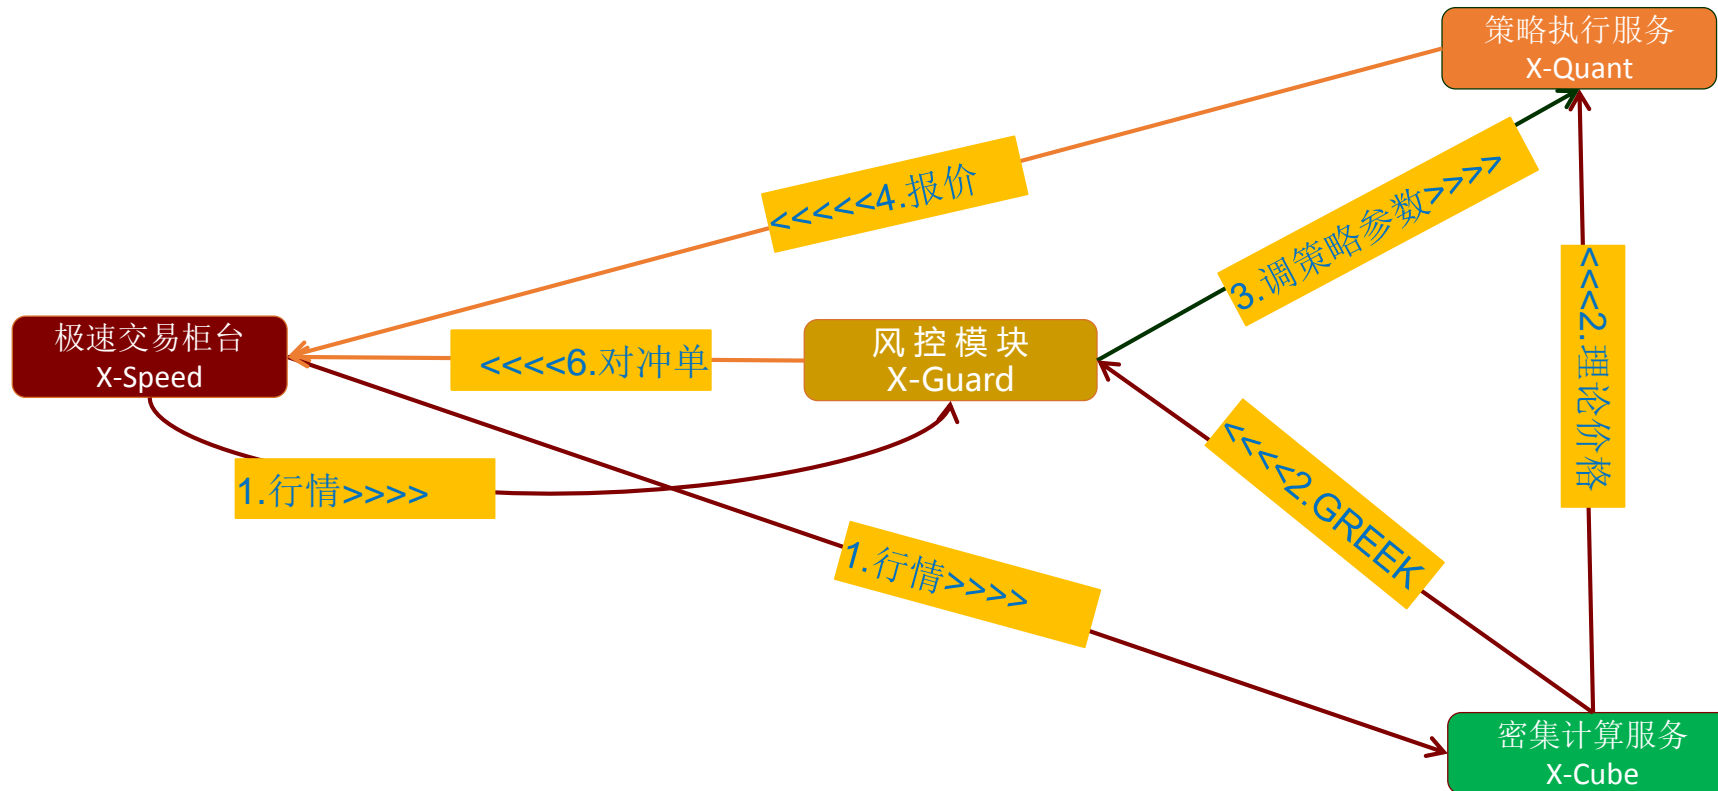 策略执行服务
X-Quant
<<<<<4.报价
3.调策略参数>>>>
<<<2.理论价格
极速交易柜台
X-Speed
<<<<6.对冲单
风控模块
X-Guard
1.行情>>>>
<<<<2.GREEK
1.行情>>>>
密集计算服务
X-Cube